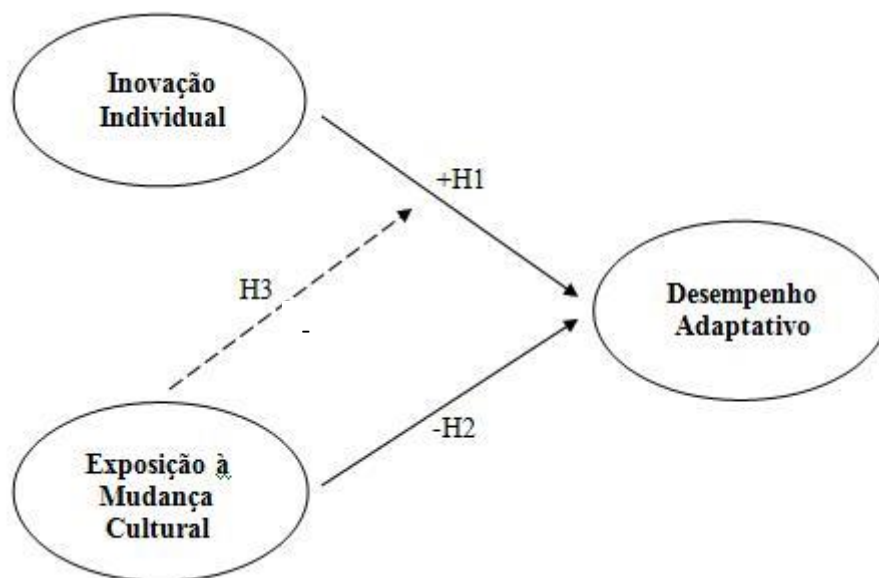 Inovação
Individual
+H1
H3
-
Desempenho
Adaptativo
-H2
Exposição à
Mudança
Cultural